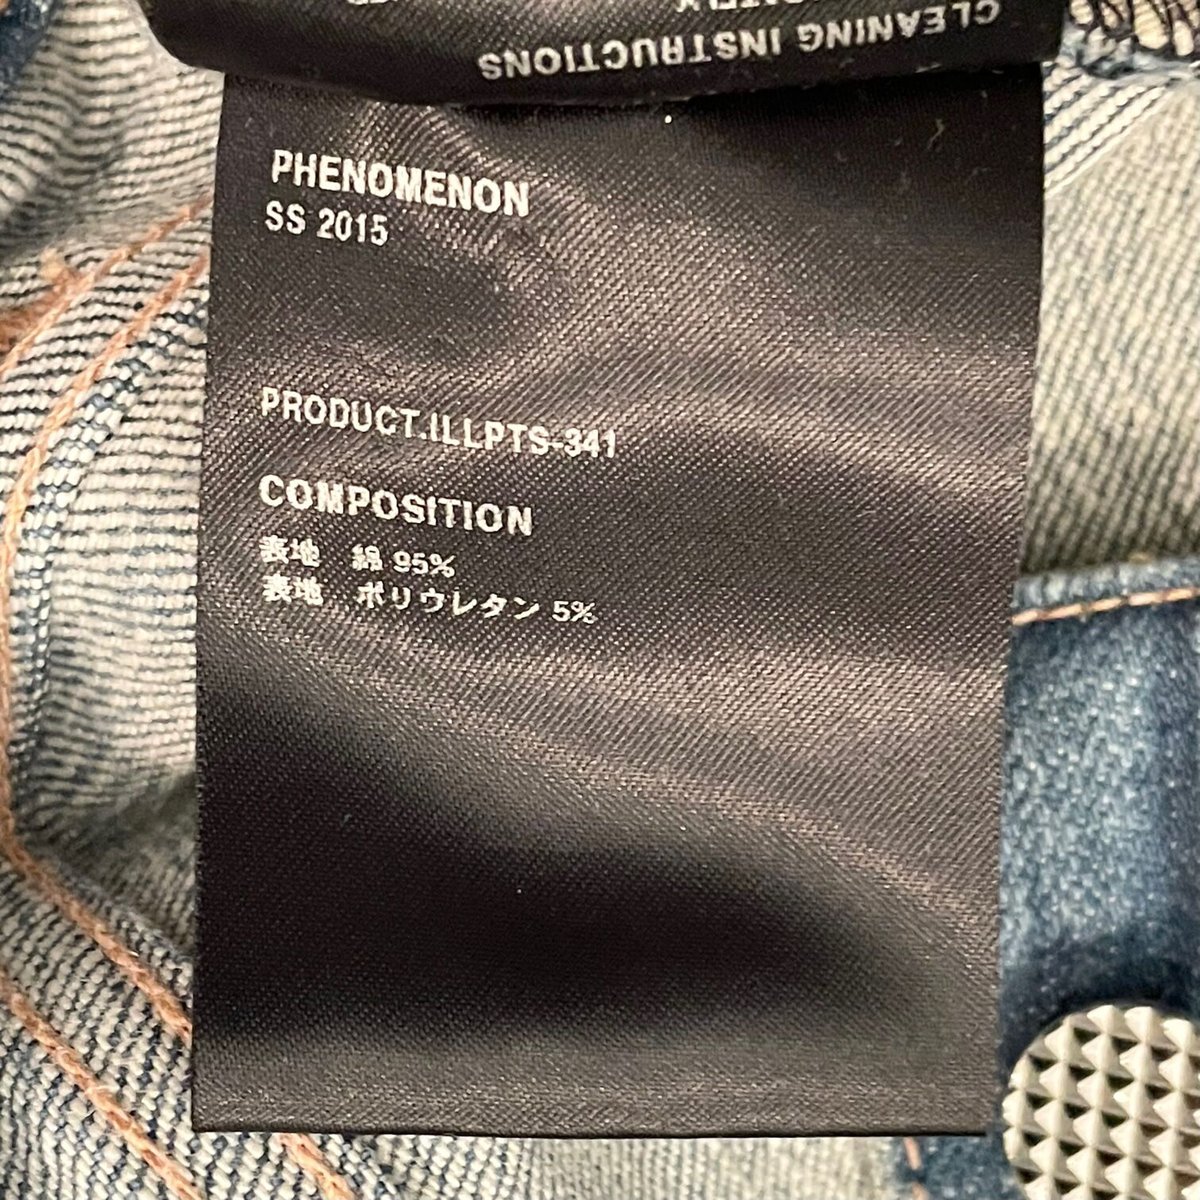 CLEANING INSTRUCTIONS
PHENOMENON
SS 2015
PRODUCT.ILLPTS-341
COMPOSITION
表地 綿 95%
表地 ポリウレタン 5%